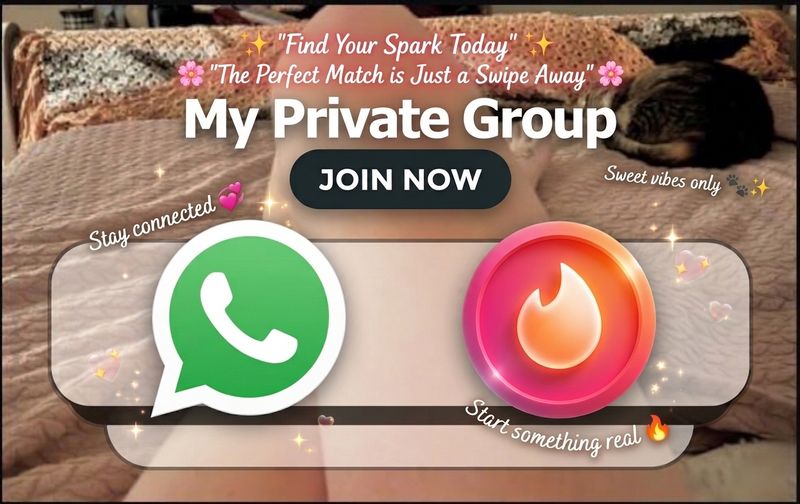 ✨ "Find Your Spark Today" ✨
🌸 "The Perfect Match is Just a Swipe Away" 🌸
My Private Group
JOIN NOW
Sweet vibes only 🐾✨
Stay connected 💞
Start something real 🔥